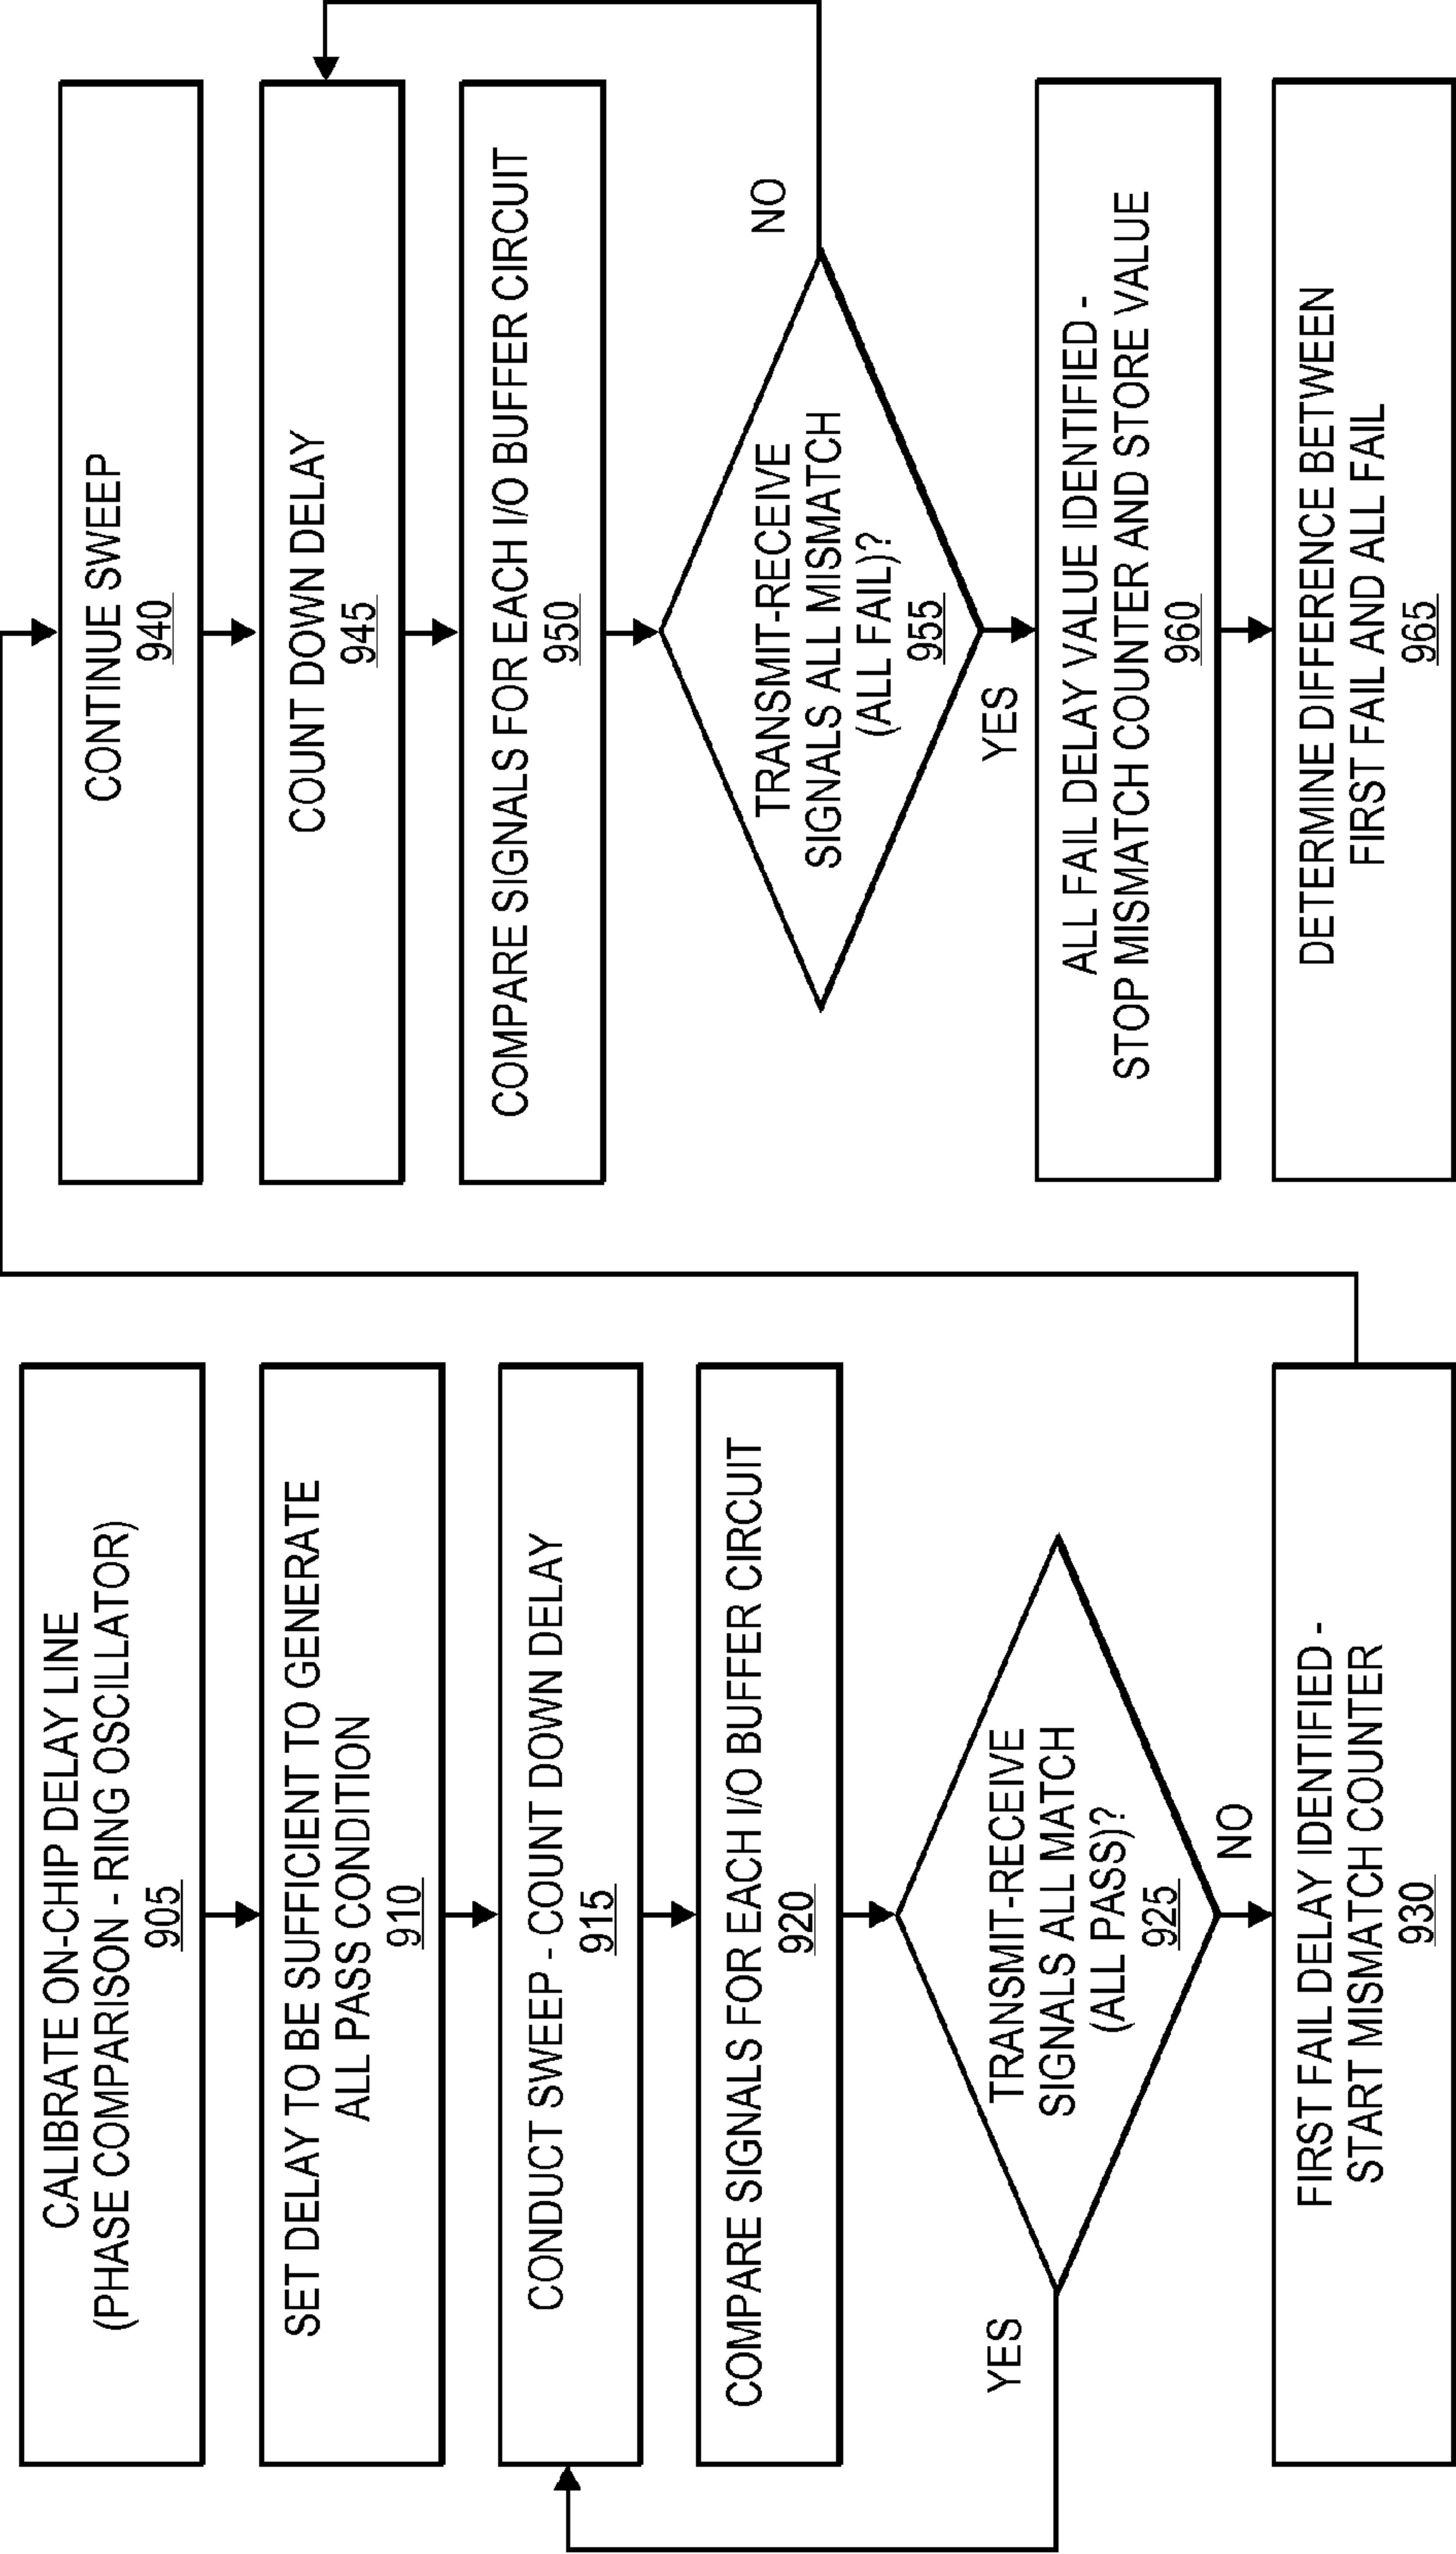 CALIBRATE ON-CHIP DELAY LINE
(PHASE COMPARISON - RING OSCILLATOR)
905
SET DELAY TO BE SUFFICIENT TO GENERATE
ALL PASS CONDITION
910
CONDUCT SWEEP - COUNT DOWN DELAY
915
COMPARE SIGNALS FOR EACH I/O BUFFER CIRCUIT
920
TRANSMIT-RECEIVE
SIGNALS ALL MATCH
(ALL PASS)?
925
YES
NO
FIRST FAIL DELAY IDENTIFIED -
START MISMATCH COUNTER
930
CONTINUE SWEEP
940
COUNT DOWN DELAY
945
COMPARE SIGNALS FOR EACH I/O BUFFER CIRCUIT
950
TRANSMIT-RECEIVE
SIGNALS ALL MISMATCH
(ALL FAIL)?
955
NO
YES
ALL FAIL DELAY VALUE IDENTIFIED -
STOP MISMATCH COUNTER AND STORE VALUE
960
DETERMINE DIFFERENCE BETWEEN
FIRST FAIL AND ALL FAIL
965